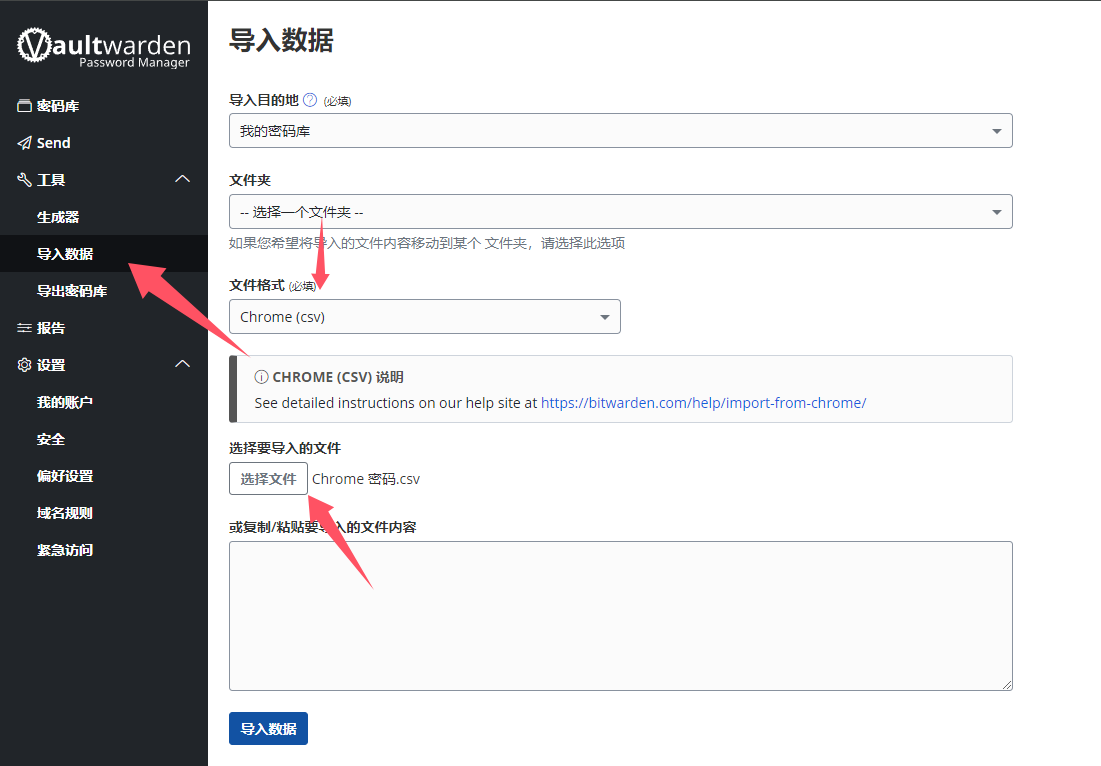 Vaultwarden
Password Manager
密码库
Send
工具
生成器
导入数据
导出密码库
报告
设置
我的账户
安全
偏好设置
域名规则
紧急访问
导入数据
导入目的地 (必填)
我的密码库
文件夹
-- 选择一个文件夹 --
如果您希望将导入的文件内容移动到某个 文件夹，请选择此选项
文件格式 (必填)
Chrome (csv)
CHROME (CSV) 说明
See detailed instructions on our help site at https://bitwarden.com/help/import-from-chrome/
选择要导入的文件
选择文件 Chrome 密码.csv
或复制/粘贴要导入的文件内容
导入数据